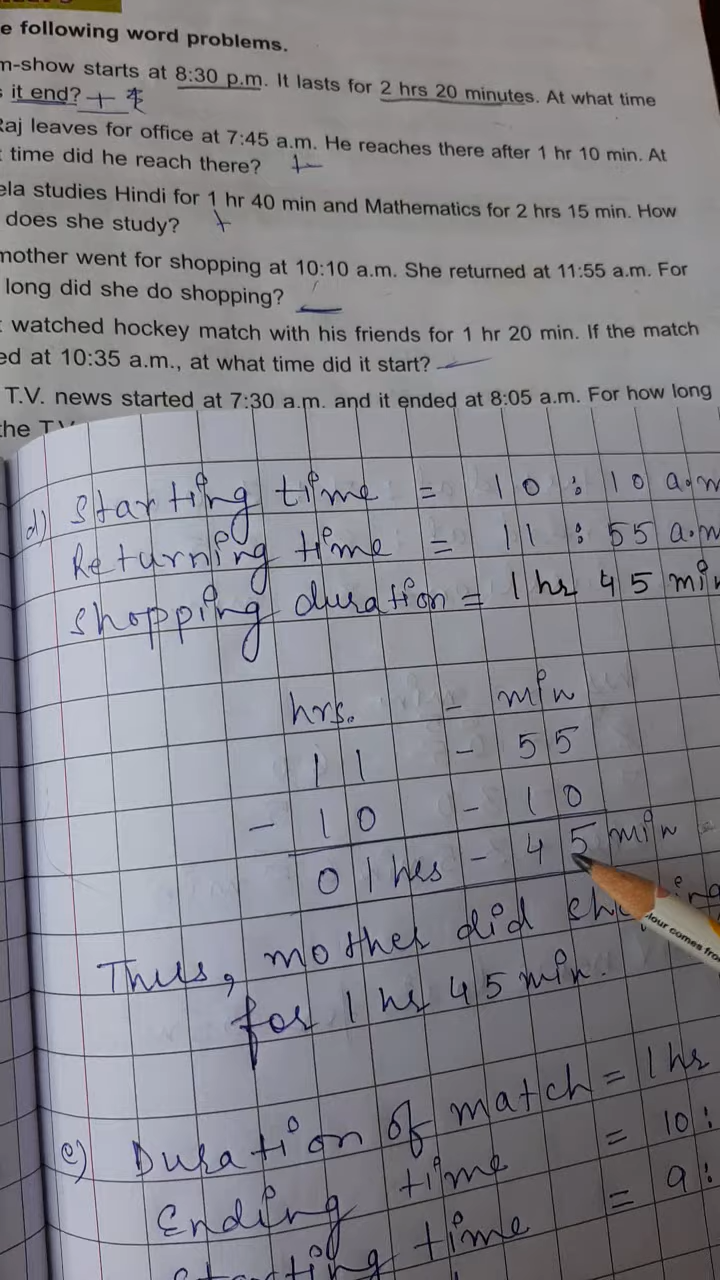 e following word problems.
m-show starts at 8:30 p.m. It lasts for 2 hrs 20 minutes. At what time
it end? +
Raj leaves for office at 7:45 a.m. He reaches there after 1 hr 10 min. At
time did he reach there? +
ela studies Hindi for 1 hr 40 min and Mathematics for 2 hrs 15 min. How
does she study? +
mother went for shopping at 10:10 a.m. She returned at 11:55 a.m. For
long did she do shopping? —
watched hockey match with his friends for 1 hr 20 min. If the match
ed at 10:35 a.m., at what time did it start? —
T.V. news started at 7:30 a.m. and it ended at 8:05 a.m. For how long
the T.V
d) Starting time = 10 : 10 a.m
Returning time = 11 : 55 a.m
Shopping duration = 1 hr 45 min
hrs. - min
11 - 55
- 10 - 10
01 hrs - 45 min
Thus, mother did sh ing
for 1 hr 45 min.
lour comes fro
e) Duration of match = 1 hr
Ending time = 10 :
Starting time = 9 :